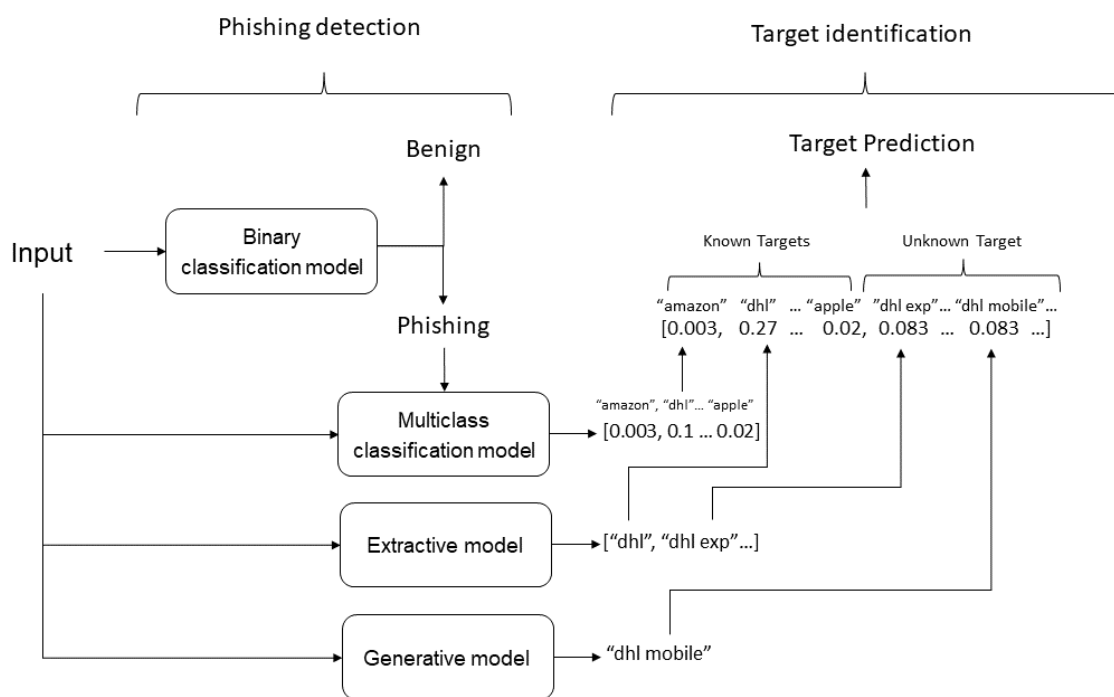 Phishing detection
Target identification
Benign
Target Prediction
Input
Binary
classification model
Known Targets
Unknown Target
“amazon” “dhl” ... “apple” “dhl exp”... “dhl mobile”...
[0.003, 0.27 ... 0.02, 0.083 ... 0.083 ...]
Phishing
Multiclass
classification model
“amazon”, “dhl”... “apple”
[0.003, 0.1 ... 0.02]
Extractive model
[“dhl”, “dhl exp”...]
Generative model
“dhl mobile”